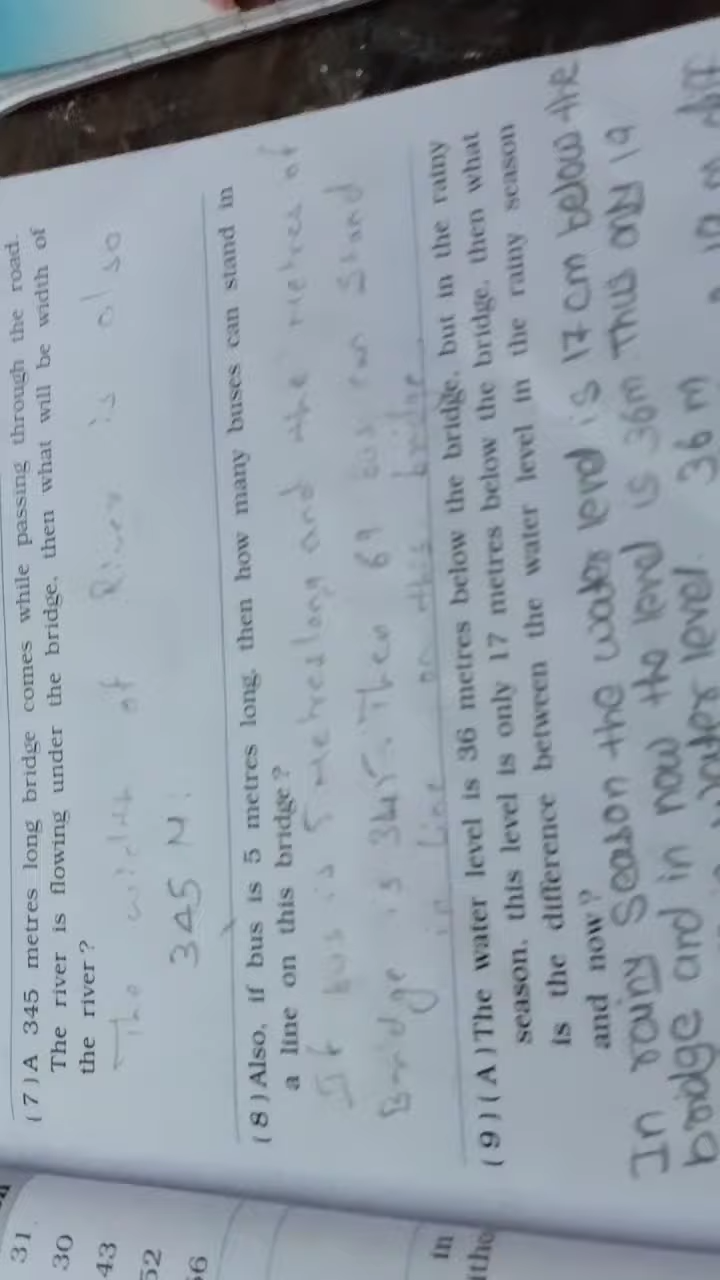 (7) A 345 metres long bridge comes while passing through the road.
The river is flowing under the bridge, then what will be width of
the river?
The width of River is also
345 M.
(8) Also, if bus is 5 metres long, then how many buses can stand in
a line on this bridge?
If bus is 5 metres long and the metres of
Bridge is 345. Then 69 bus can stand
in line on this bridge
(9) (A) The water level is 36 metres below the bridge, but in the rainy
season, this level is only 17 metres below the bridge, then what
is the difference between the water level in the rainy season
and now?
In rainy season the water level is 17 cm below the
bridge and in now the level is 36m Thus only 19
water level. 36 m
31
30
43
52
in